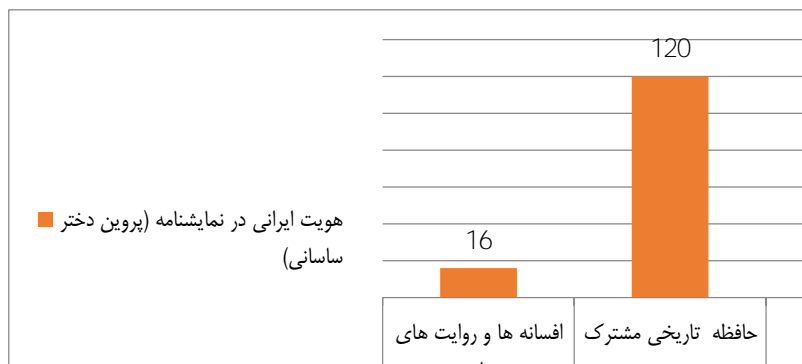 120
16
هویت ایرانی در نمایشنامه (پروین دختر
ساسانی)
حافظه تاریخی مشترک
افسانه ها و روایت های